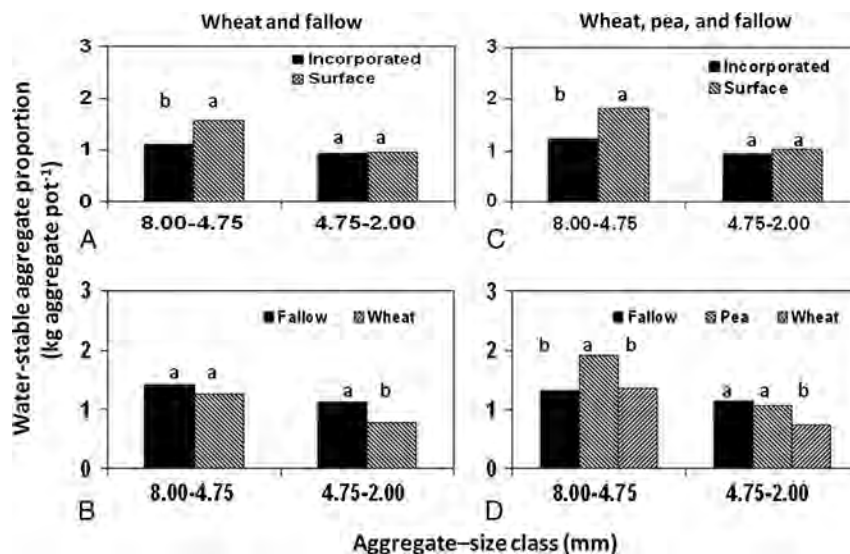 Wheat and fallow
Wheat, pea, and fallow
Water-stable aggregate proportion
(kg aggregate pot⁻¹)
3
2
1
0
Incorporated
Surface
b a
a a
A
8.00-4.75 4.75-2.00
3
2
1
0
Incorporated
Surface
b a
a a
C
8.00-4.75 4.75-2.00
3
2
1
0
Fallow Wheat
a a
a b
B
8.00-4.75 4.75-2.00
3
2
1
0
Fallow Pea Wheat
b a b
a a b
D
8.00-4.75 4.75-2.00
Aggregate–size class (mm)